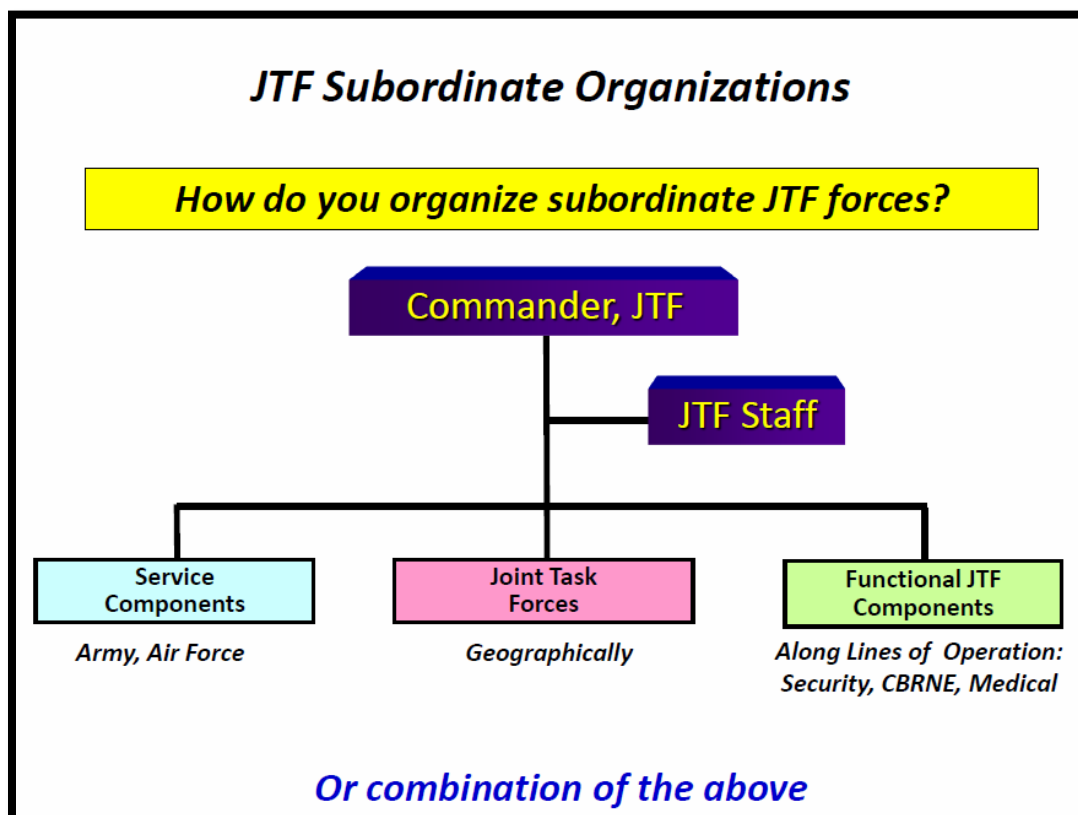 JTF Subordinate Organizations
How do you organize subordinate JTF forces?
Commander, JTF
JTF Staff
Service
Components
Army, Air Force
Joint Task
Forces
Geographically
Functional JTF
Components
Along Lines of Operation:
Security, CBRNE, Medical
Or combination of the above